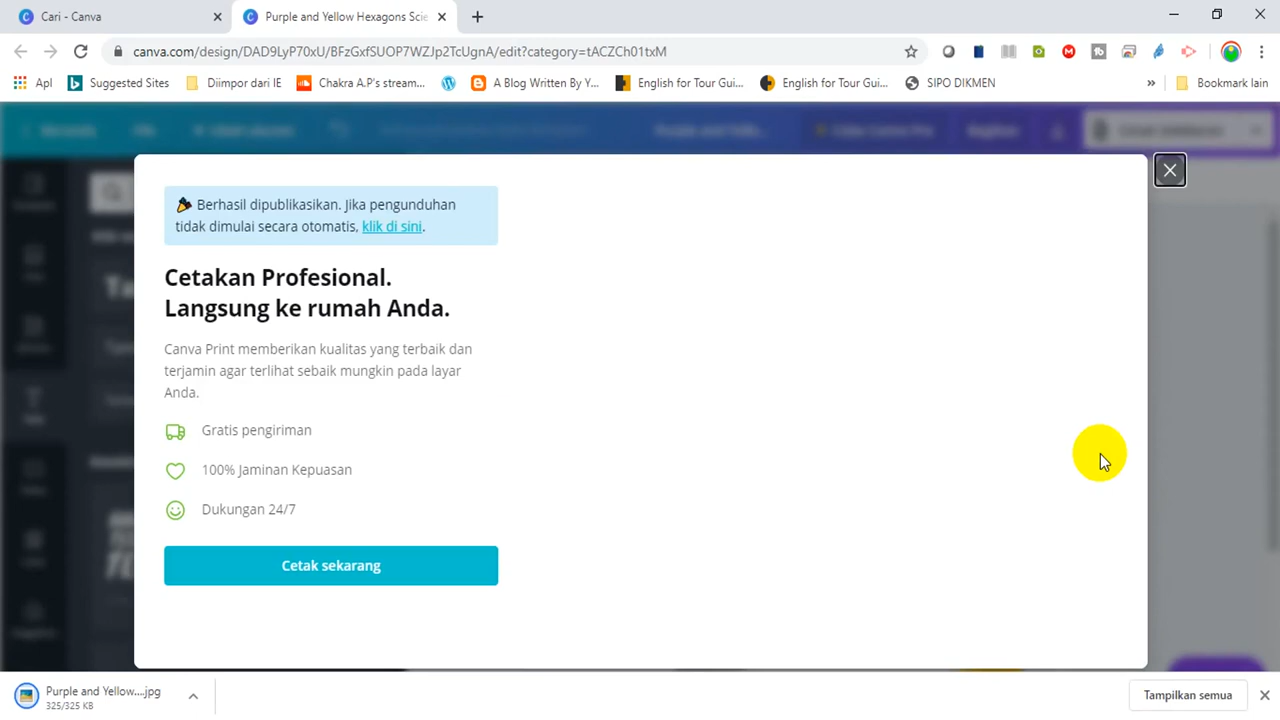 Cari - Canva
Purple and Yellow Hexagons Scie
canva.com/design/DAD9LyP70xU/BFzGxfSUOP7WZJp2TcUgnA/edit?category=tACZCh01txM
Apl
Suggested Sites
Diimpor dari IE
Chakra A.P's stream...
A Blog Written By Y...
English for Tour Gui...
English for Tour Gui...
SIPO DIKMEN
»
Bookmark lain
Berhasil dipublikasikan. Jika pengunduhan
tidak dimulai secara otomatis, klik di sini.
Cetakan Profesional.
Langsung ke rumah Anda.
Canva Print memberikan kualitas yang terbaik dan
terjamin agar terlihat sebaik mungkin pada layar
Anda.
Gratis pengiriman
100% Jaminan Kepuasan
Dukungan 24/7
Cetak sekarang
Purple and Yellow....jpg
325/325 KB
Tampilkan semua